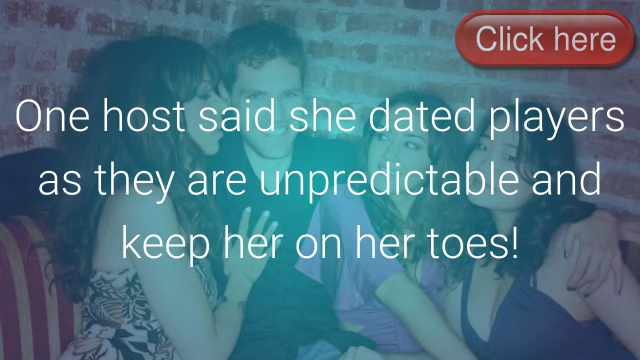 Click here
One host said she dated players
as they are unpredictable and
keep her on her toes!